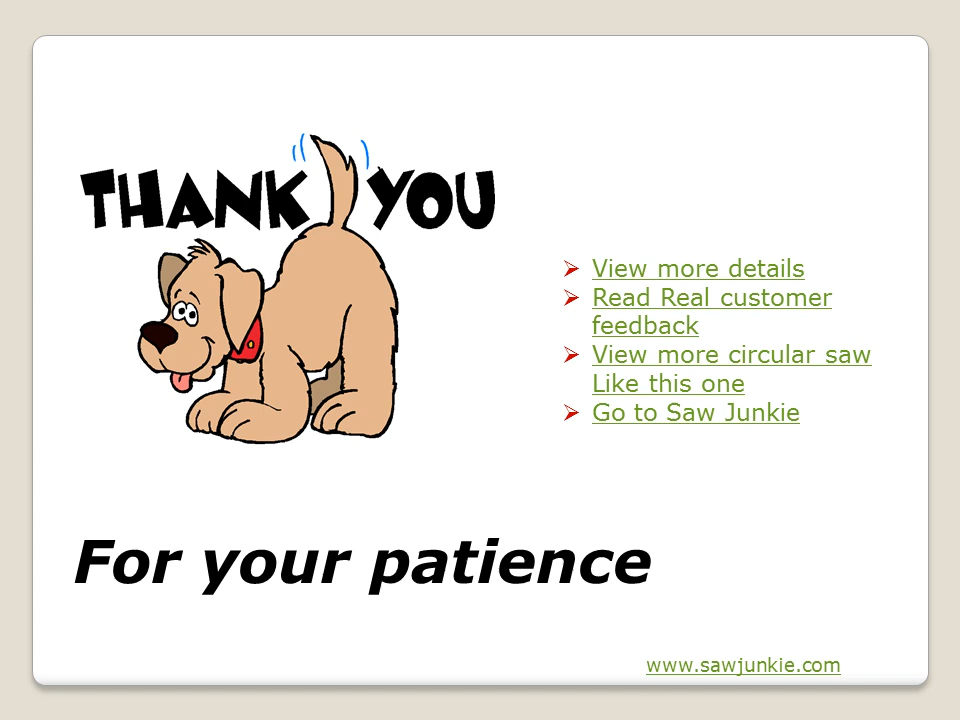 THANK YOU
View more details
Read Real customer
feedback
View more circular saw
Like this one
Go to Saw Junkie
For your patience
www.sawjunkie.com